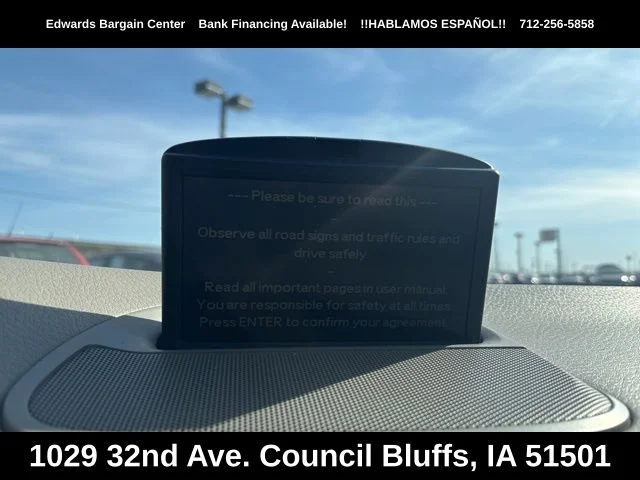 Edwards Bargain Center Bank Financing Available! !!HABLAMOS ESPAÑOL!! 712-256-5858
--- Please be sure to read this ---
Observe all road signs and traffic rules and
drive safely.
Read all important pages in user manual.
You are responsible for safety at all times.
Press ENTER to confirm your agreement.
1029 32nd Ave. Council Bluffs, IA 51501